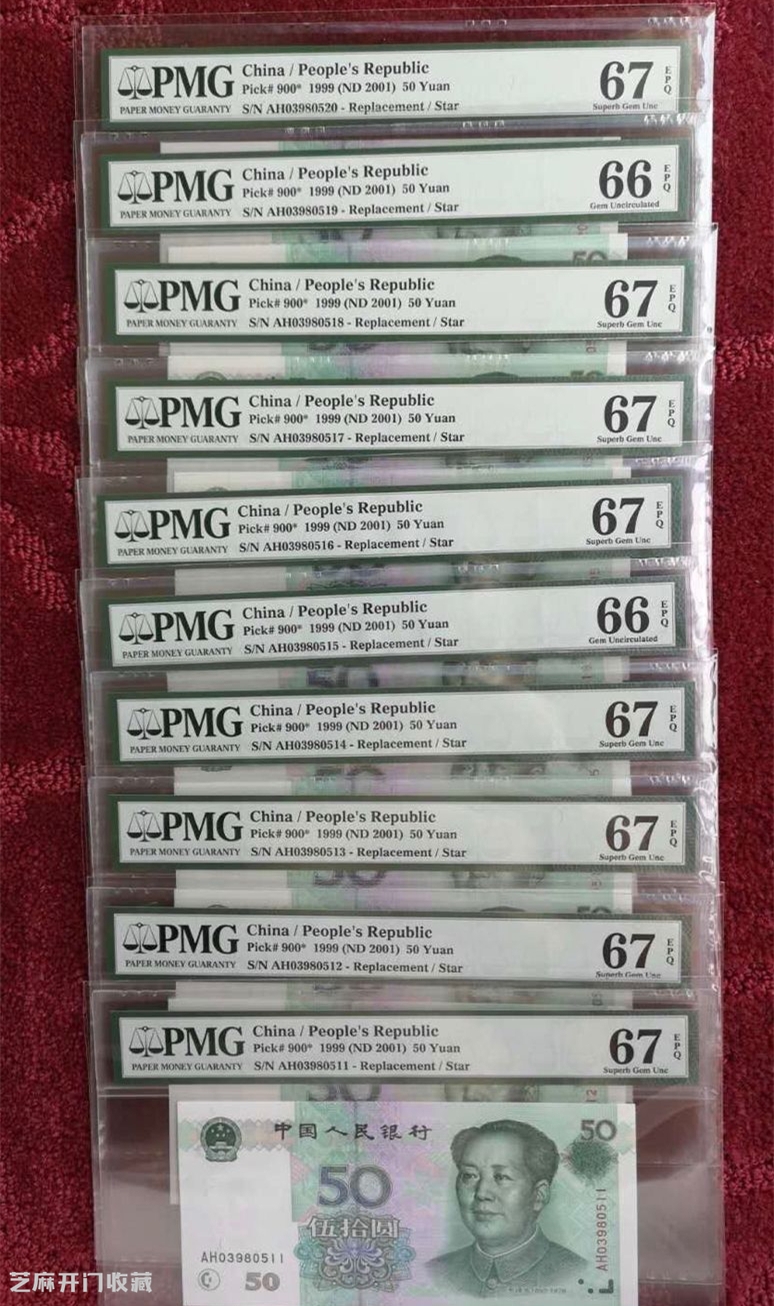 PMG
PAPER MONEY GUARANTY
China / People's Republic
Pick# 900* 1999 (ND 2001) 50 Yuan
S/N AH03980520 - Replacement / Star
67 EPQ
Superb Gem Unc
PMG
PAPER MONEY GUARANTY
China / People's Republic
Pick# 900* 1999 (ND 2001) 50 Yuan
S/N AH03980519 - Replacement / Star
66 EPQ
Gem Uncirculated
50
PMG
PAPER MONEY GUARANTY
China / People's Republic
Pick# 900* 1999 (ND 2001) 50 Yuan
S/N AH03980518 - Replacement / Star
67 EPQ
Superb Gem Unc
PMG
PAPER MONEY GUARANTY
China / People's Republic
Pick# 900* 1999 (ND 2001) 50 Yuan
S/N AH03980517 - Replacement / Star
67 EPQ
Superb Gem Unc
PMG
PAPER MONEY GUARANTY
China / People's Republic
Pick# 900* 1999 (ND 2001) 50 Yuan
S/N AH03980516 - Replacement / Star
67 EPQ
Superb Gem Unc
PMG
PAPER MONEY GUARANTY
China / People's Republic
Pick# 900* 1999 (ND 2001) 50 Yuan
S/N AH03980515 - Replacement / Star
66 EPQ
Gem Uncirculated
PMG
PAPER MONEY GUARANTY
China / People's Republic
Pick# 900* 1999 (ND 2001) 50 Yuan
S/N AH03980514 - Replacement / Star
67 EPQ
Superb Gem Unc
PMG
PAPER MONEY GUARANTY
China / People's Republic
Pick# 900* 1999 (ND 2001) 50 Yuan
S/N AH03980513 - Replacement / Star
67 EPQ
Superb Gem Unc
50
PMG
PAPER MONEY GUARANTY
China / People's Republic
Pick# 900* 1999 (ND 2001) 50 Yuan
S/N AH03980512 - Replacement / Star
67 EPQ
Superb Gem Unc
PMG
PAPER MONEY GUARANTY
China / People's Republic
Pick# 900* 1999 (ND 2001) 50 Yuan
S/N AH03980511 - Replacement / Star
67 EPQ
Superb Gem Unc
50
中国人民银行
50
50
伍拾圆
AH03980511
AH03980511
50
芝麻开门收藏